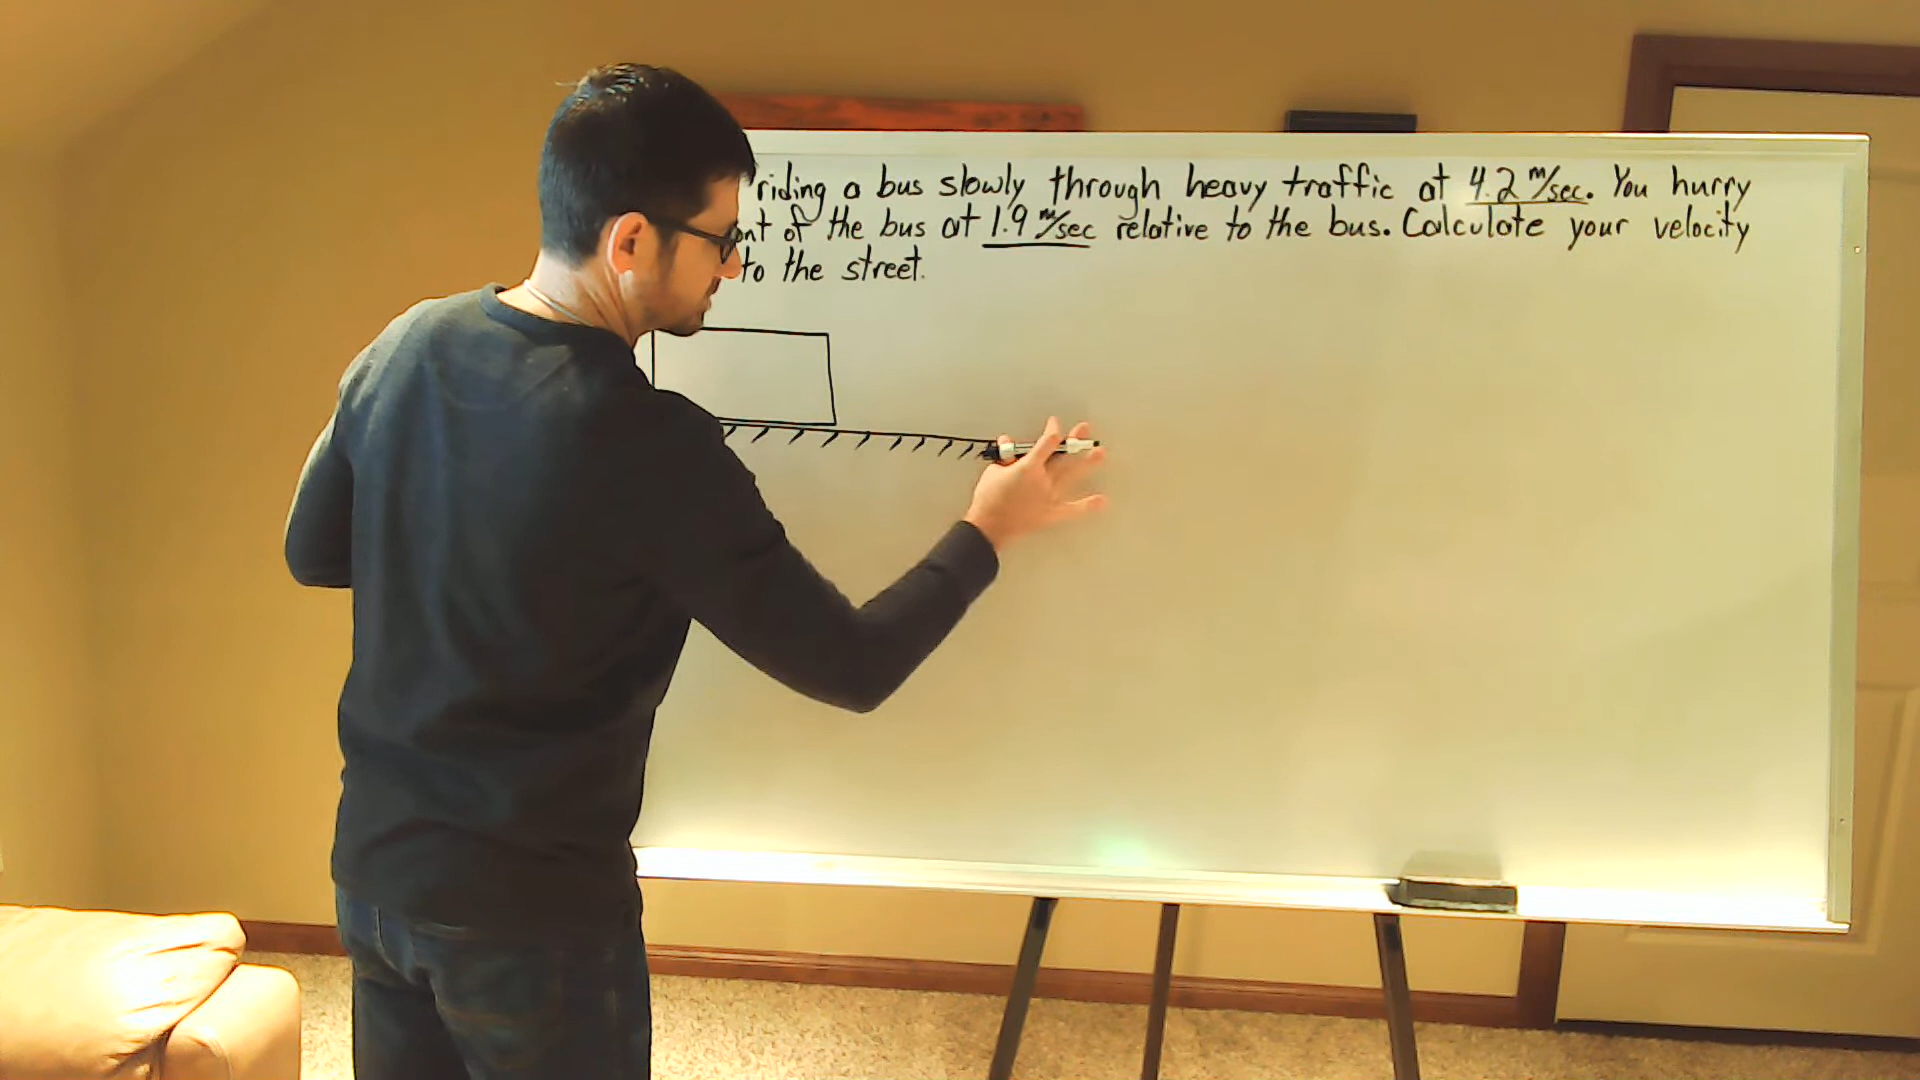 riding a bus slowly through heavy traffic at 4.2 m/sec. You hurry
of the bus at 1.9 m/sec relative to the bus. Calculate your velocity
to the street.